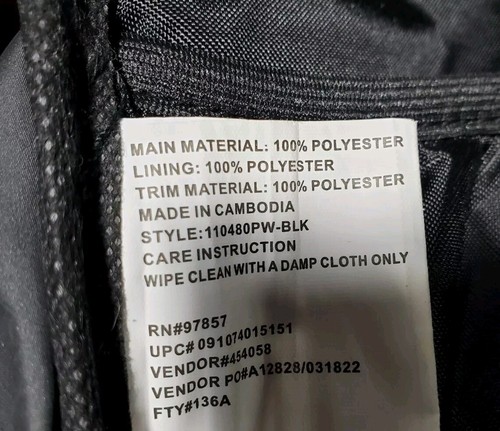 MAIN MATERIAL: 100% POLYESTER
LINING: 100% POLYESTER
TRIM MATERIAL: 100% POLYESTER
MADE IN CAMBODIA
STYLE:110480PW-BLK
CARE INSTRUCTION
WIPE CLEAN WITH A DAMP CLOTH ONLY
RN#97857
UPC# 091074015151
VENDOR#454058
VENDOR PO#A12828/031822
FTY#136A